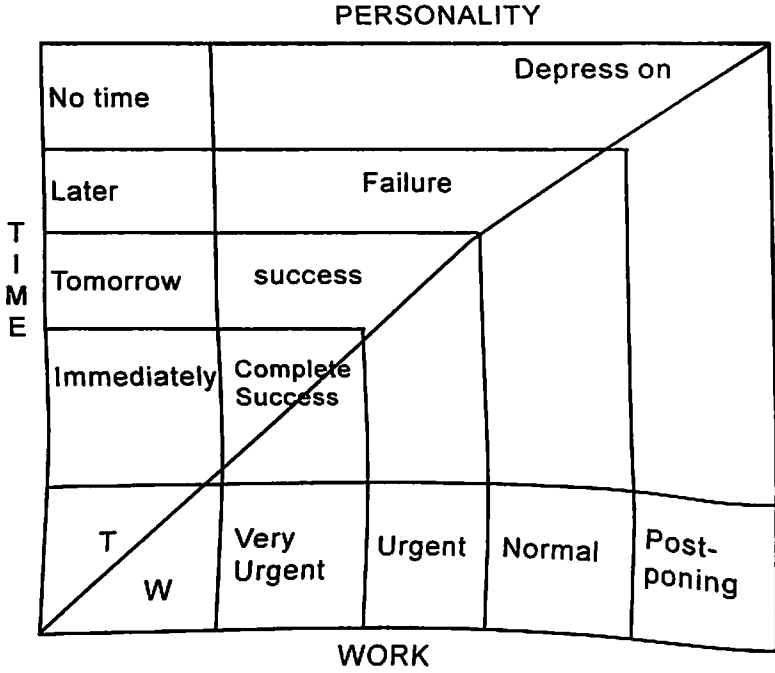 PERSONALITY
No time
Depress on
Later
Failure
TIME
Tomorrow
success
Immediately
Complete
Success
T
W
Very
Urgent
Urgent
Normal
Post-
poning
WORK